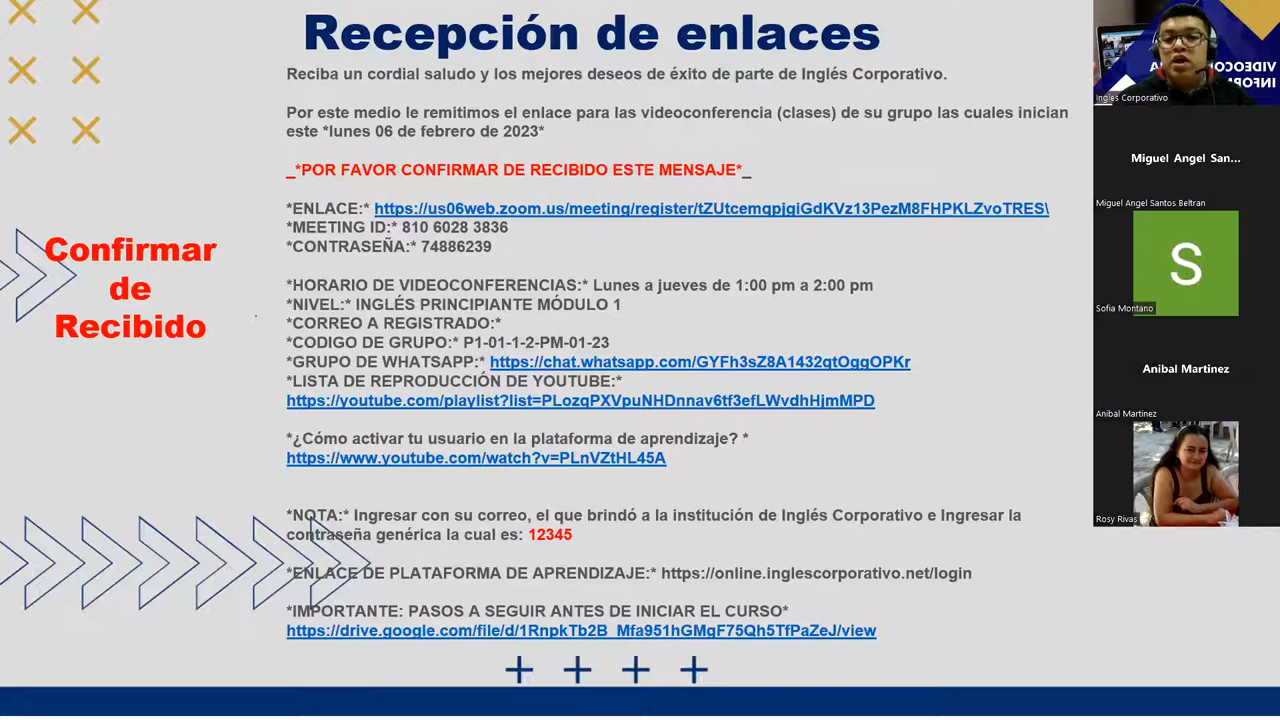 Recepción de enlaces
Reciba un cordial saludo y los mejores deseos de éxito de parte de Inglés Corporativo.
Por este medio le remitimos el enlace para las videoconferencia (clases) de su grupo las cuales inician
este *lunes 06 de febrero de 2023*
_*POR FAVOR CONFIRMAR DE RECIBIDO ESTE MENSAJE*_
*ENLACE:* https://us06web.zoom.us/meeting/register/tZUtcemqpjgiGdKVz13PezM8FHPKLZvoTRES\
*MEETING ID:* 810 6028 3836
*CONTRASEÑA:* 74886239
*HORARIO DE VIDEOCONFERENCIAS:* Lunes a jueves de 1:00 pm a 2:00 pm
*NIVEL:* INGLÉS PRINCIPIANTE MÓDULO 1
*CORREO A REGISTRADO:*
*CODIGO DE GRUPO:* P1-01-1-2-PM-01-23
*GRUPO DE WHATSAPP:* https://chat.whatsapp.com/GYFh3sZ8A1432qtOggOPKr
*LISTA DE REPRODUCCIÓN DE YOUTUBE:*
https://youtube.com/playlist?list=PLozqPXVpuNHDnnav6tf3efLWvdhHjmMPD
*¿Cómo activar tu usuario en la plataforma de aprendizaje? *
https://www.youtube.com/watch?v=PLnVZtHL45A
*NOTA:* Ingresar con su correo, el que brindó a la institución de Inglés Corporativo e Ingresar la
contraseña genérica la cual es: 12345
*ENLACE DE PLATAFORMA DE APRENDIZAJE:* https://online.inglescorporativo.net/login
*IMPORTANTE: PASOS A SEGUIR ANTES DE INICIAR EL CURSO*
https://drive.google.com/file/d/1RnpkTb2B_Mfa951hGMgF75Qh5TfPaZeJ/view
Confirmar
de
Recibido
Ingles Corporativo
Miguel Angel San...
Miguel Angel Santos Beltran
S
Sofia Montano
Anibal Martinez
Anibal Martinez
Rosy Rivas